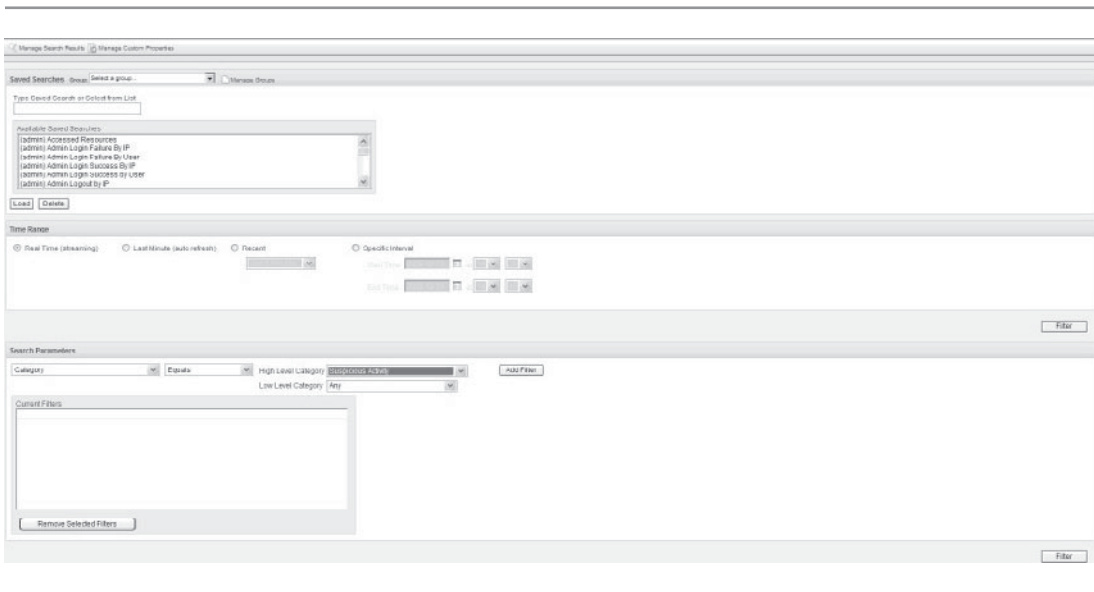 Manage Search Results Manage Custom Properties
Saved Searches Group: Select a group... Manage Groups
Type Saved Search or Select from List
Available Saved Searches
(admin) Accessed Resources
(admin) Admin Login Failure By IP
(admin) Admin Login Failure By User
(admin) Admin Login Success By IP
(admin) Admin Login Success By User
(admin) Admin Logout by IP
Load Delete
Time Range
Real Time (streaming) Last Minute (auto refresh) Recent Specific Interval
Start Time
End Time
Filter
Search Parameters
Category Equals High Level Category Suspicious Activity Add Filter
Low Level Category Any
Current Filters
Remove Selected Filters
Filter